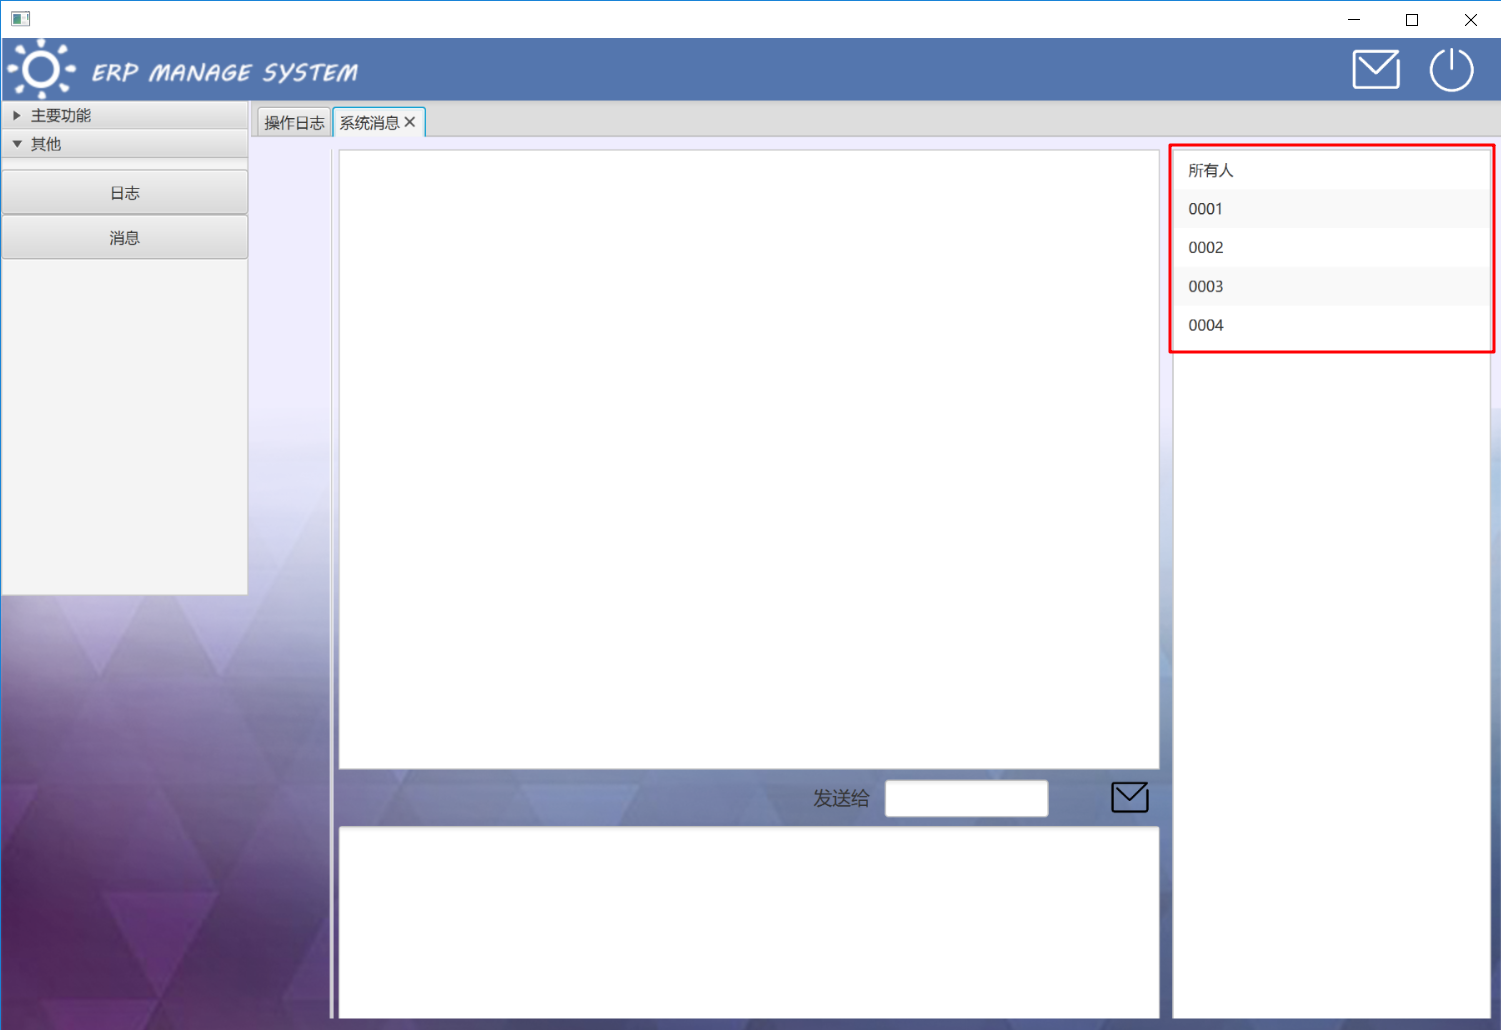 ERP MANAGE SYSTEM
主要功能
其他
日志
消息
操作日志
系统消息
所有人
0001
0002
0003
0004
发送给